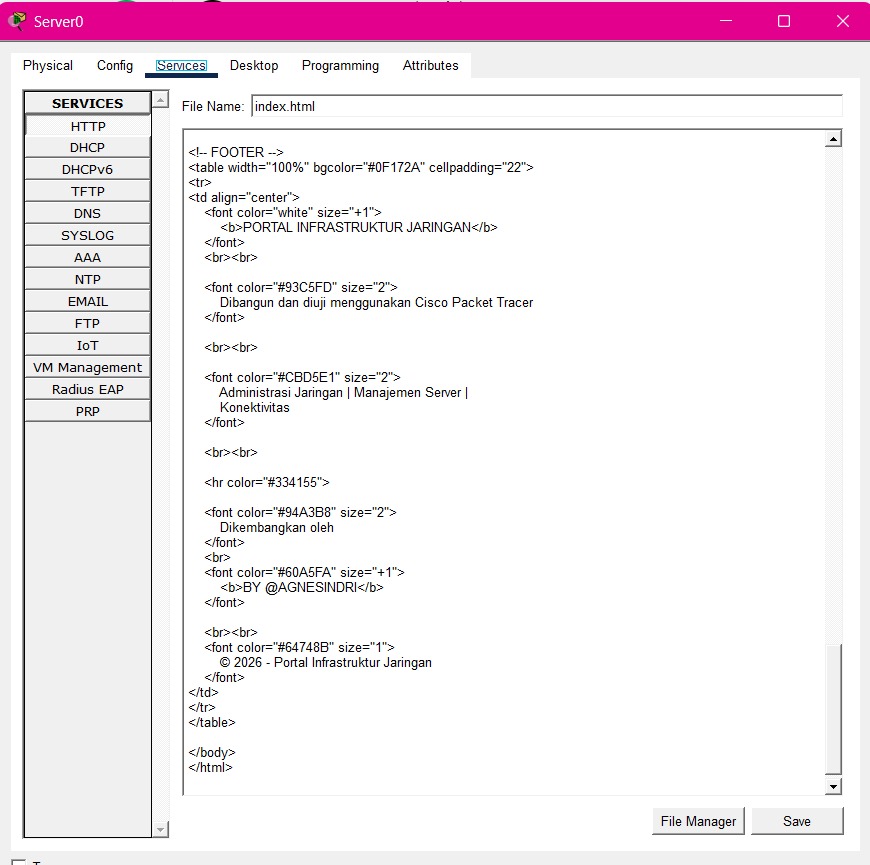 Server0
Physical Config Services Desktop Programming Attributes
SERVICES
HTTP
DHCP
DHCPv6
TFTP
DNS
SYSLOG
AAA
NTP
EMAIL
FTP
IoT
VM Management
Radius EAP
PRP
File Name: index.html
<!-- FOOTER -->
<table width="100%" bgcolor="#0F172A" cellpadding="22">
<tr>
<td align="center">
<font color="white" size="+1">
<b>PORTAL INFRASTRUKTUR JARINGAN</b>
</font>
<br><br>
<font color="#93C5FD" size="2">
Dibangun dan diuji menggunakan Cisco Packet Tracer
</font>
<br><br>
<font color="#CBD5E1" size="2">
Administrasi Jaringan | Manajemen Server |
Konektivitas
</font>
<br><br>
<hr color="#334155">
<font color="#94A3B8" size="2">
Dikembangkan oleh
</font>
<br>
<font color="#60A5FA" size="+1">
<b>BY @AGNESINDRI</b>
</font>
<br><br>
<font color="#64748B" size="1">
© 2026 - Portal Infrastruktur Jaringan
</font>
</td>
</tr>
</table>
</body>
</html>
File Manager Save